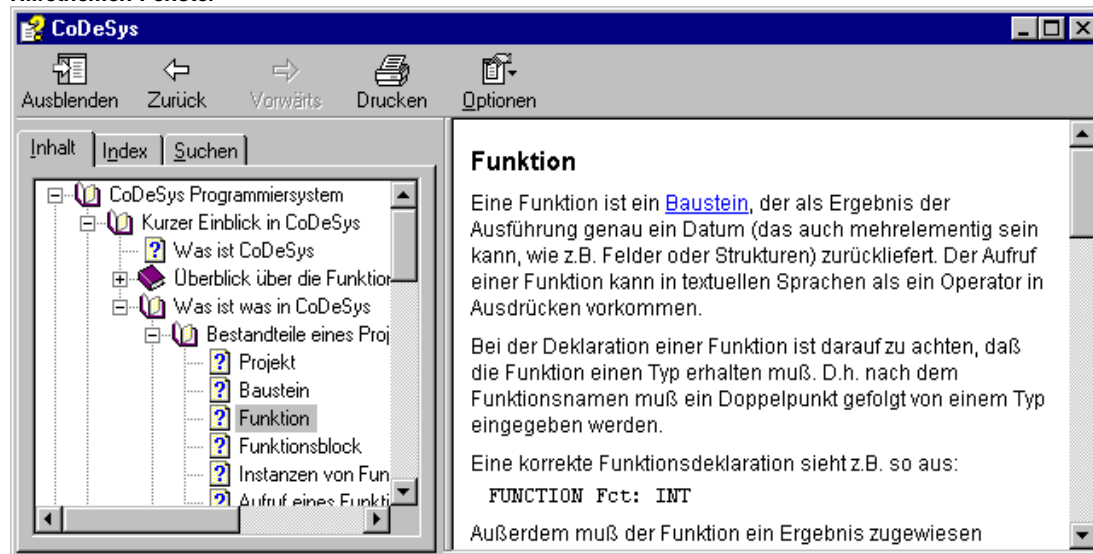 CoDeSys
Ausblenden Zurück Vorwärts Drucken Optionen
Inhalt Index Suchen
CoDeSys Programmiersystem
Kurzer Einblick in CoDeSys
Was ist CoDeSys
Überblick über die Funktion
Was ist was in CoDeSys
Bestandteile eines Proj
Projekt
Baustein
Funktion
Funktionsblock
Instanzen von Fun
Aufruf eines Funkti
Funktion
Eine Funktion ist ein Baustein, der als Ergebnis der
Ausführung genau ein Datum (das auch mehrelementig sein
kann, wie z.B. Felder oder Strukturen) zurückliefert. Der Aufruf
einer Funktion kann in textuellen Sprachen als ein Operator in
Ausdrücken vorkommen.
Bei der Deklaration einer Funktion ist darauf zu achten, daß
die Funktion einen Typ erhalten muß. D.h. nach dem
Funktionsnamen muß ein Doppelpunkt gefolgt von einem Typ
eingegeben werden.
Eine korrekte Funktionsdeklaration sieht z.B. so aus:
FUNCTION Fct: INT
Außerdem muß der Funktion ein Ergebnis zugewiesen